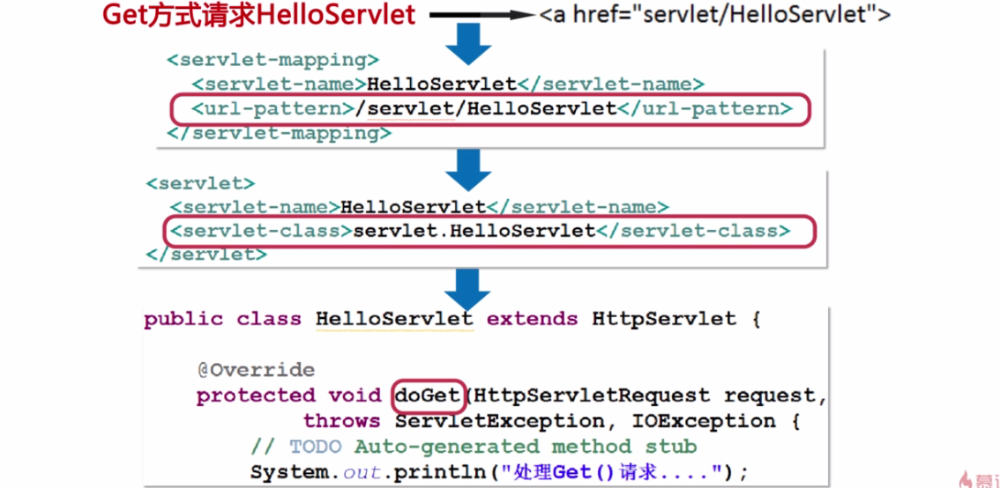 Get方式请求HelloServlet <a href="servlet/HelloServlet">
<servlet-mapping>
<servlet-name>HelloServlet</servlet-name>
<url-pattern>/servlet/HelloServlet</url-pattern>
</servlet-mapping>
<servlet>
<servlet-name>HelloServlet</servlet-name>
<servlet-class>servlet.HelloServlet</servlet-class>
</servlet>
public class HelloServlet extends HttpServlet {
@Override
protected void doGet(HttpServletRequest request,
throws ServletException, IOException {
// TODO Auto-generated method stub
System.out.println("处理Get()请求....");